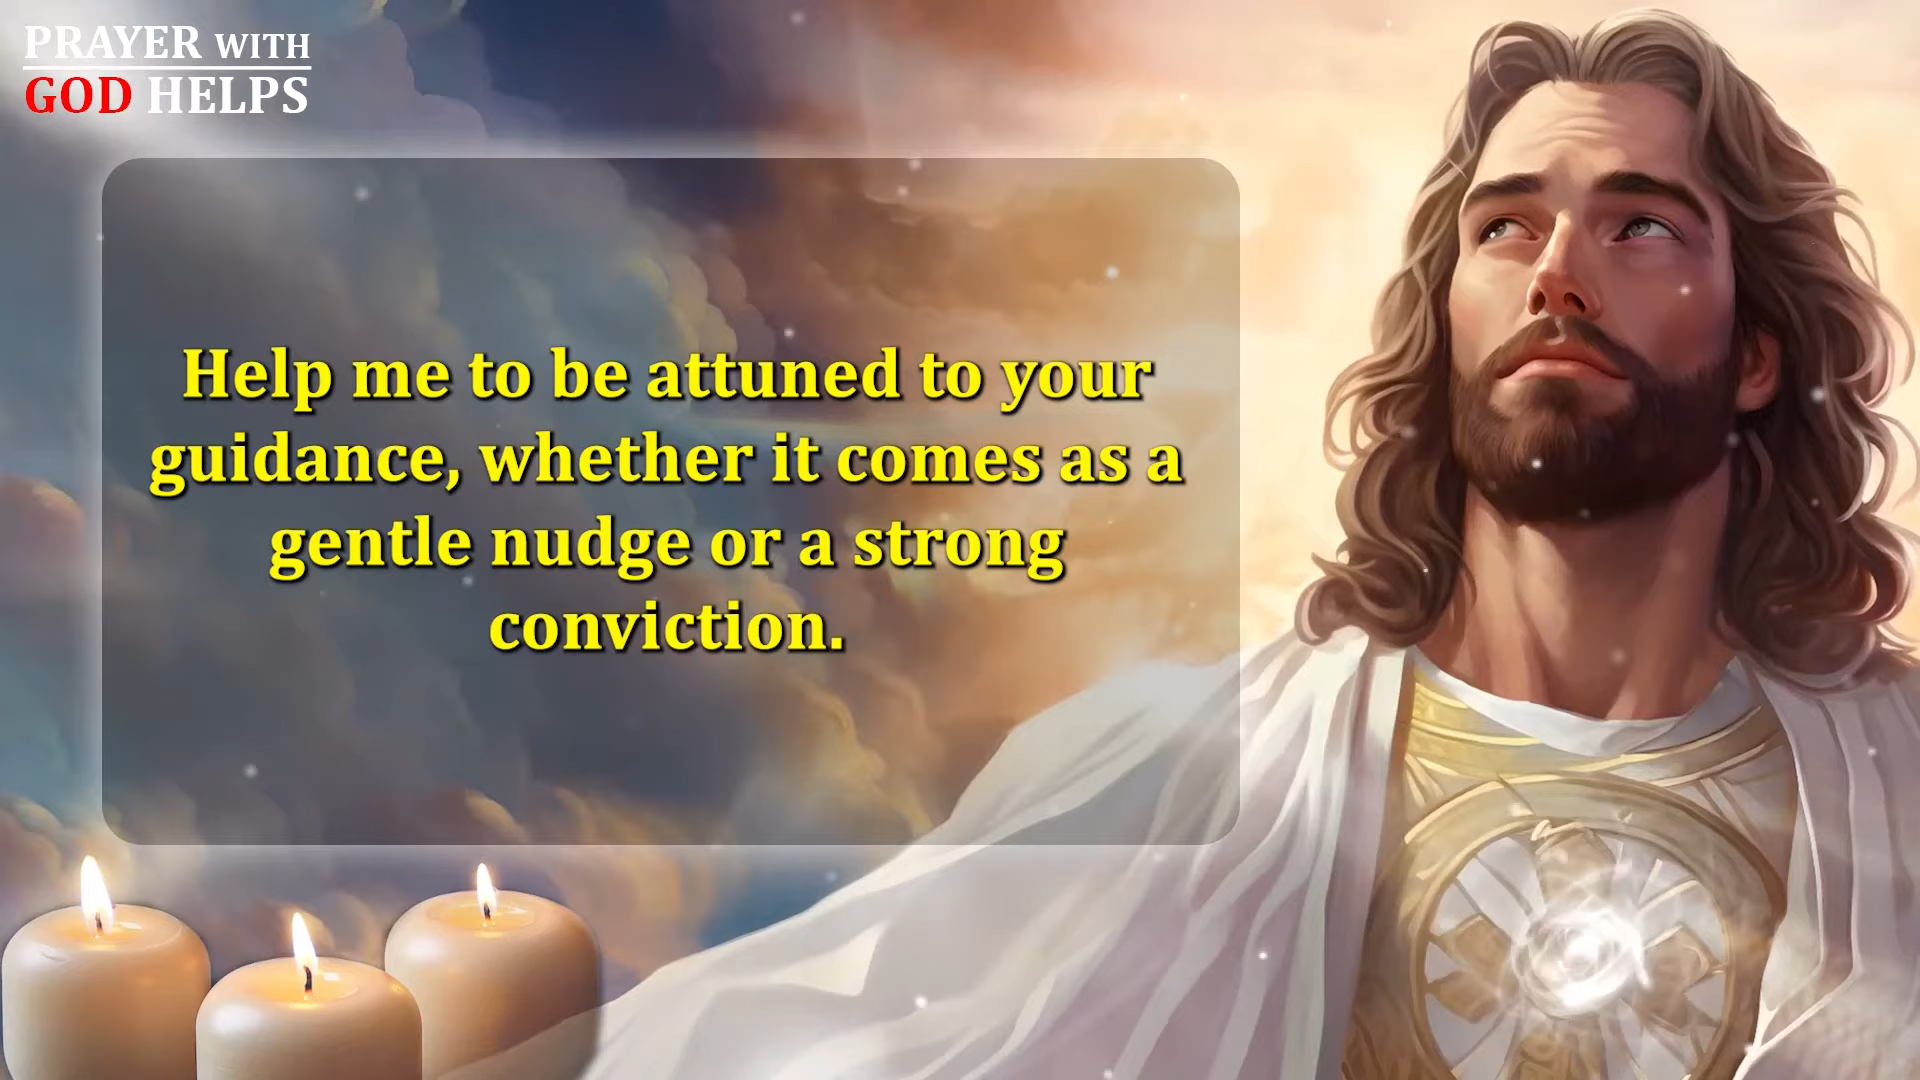 PRAYER WITH
GOD HELPS
Help me to be attuned to your
guidance, whether it comes as a
gentle nudge or a strong
conviction.